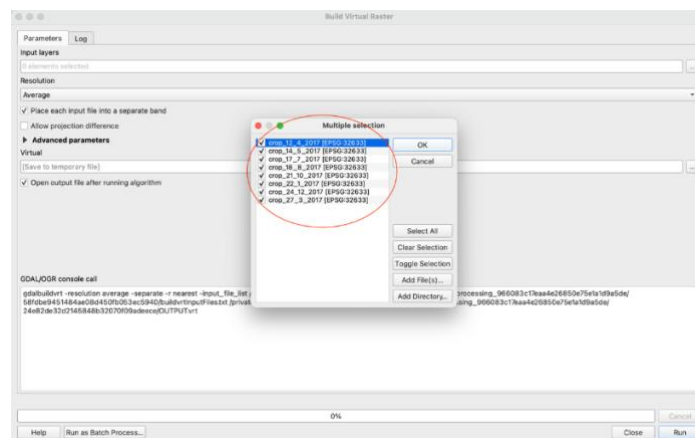 Build Virtual Raster
Parameters Log
Input layers
0 elements selected
Resolution
Average
Place each input file into a separate band
Allow projection difference
Advanced parameters
Virtual
[Save to temporary file]
Open output file after running algorithm
Multiple selection
crop_12_4_2017 [EPSG:32633]
crop_14_5_2017 [EPSG:32633]
crop_17_7_2017 [EPSG:32633]
crop_18_8_2017 [EPSG:32633]
crop_21_10_2017 [EPSG:32633]
crop_22_1_2017 [EPSG:32633]
crop_24_12_2017 [EPSG:32633]
crop_27_3_2017 [EPSG:32633]
OK
Cancel
Select All
Clear Selection
Toggle Selection
Add File(s)...
Add Directory...
GDAL/OGR console call
gdalbuildvrt -resolution average -separate -r nearest -input_file_list
0%
Cancel
Help Run as Batch Process... Close Run